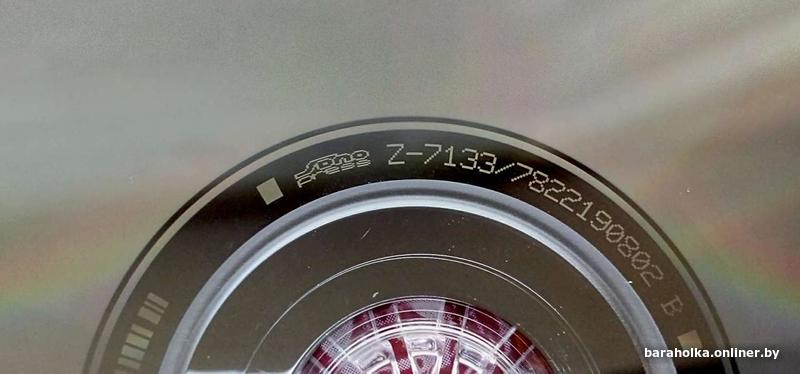 sono
press Z-7133/7822190802 B
baraholka.onliner.by